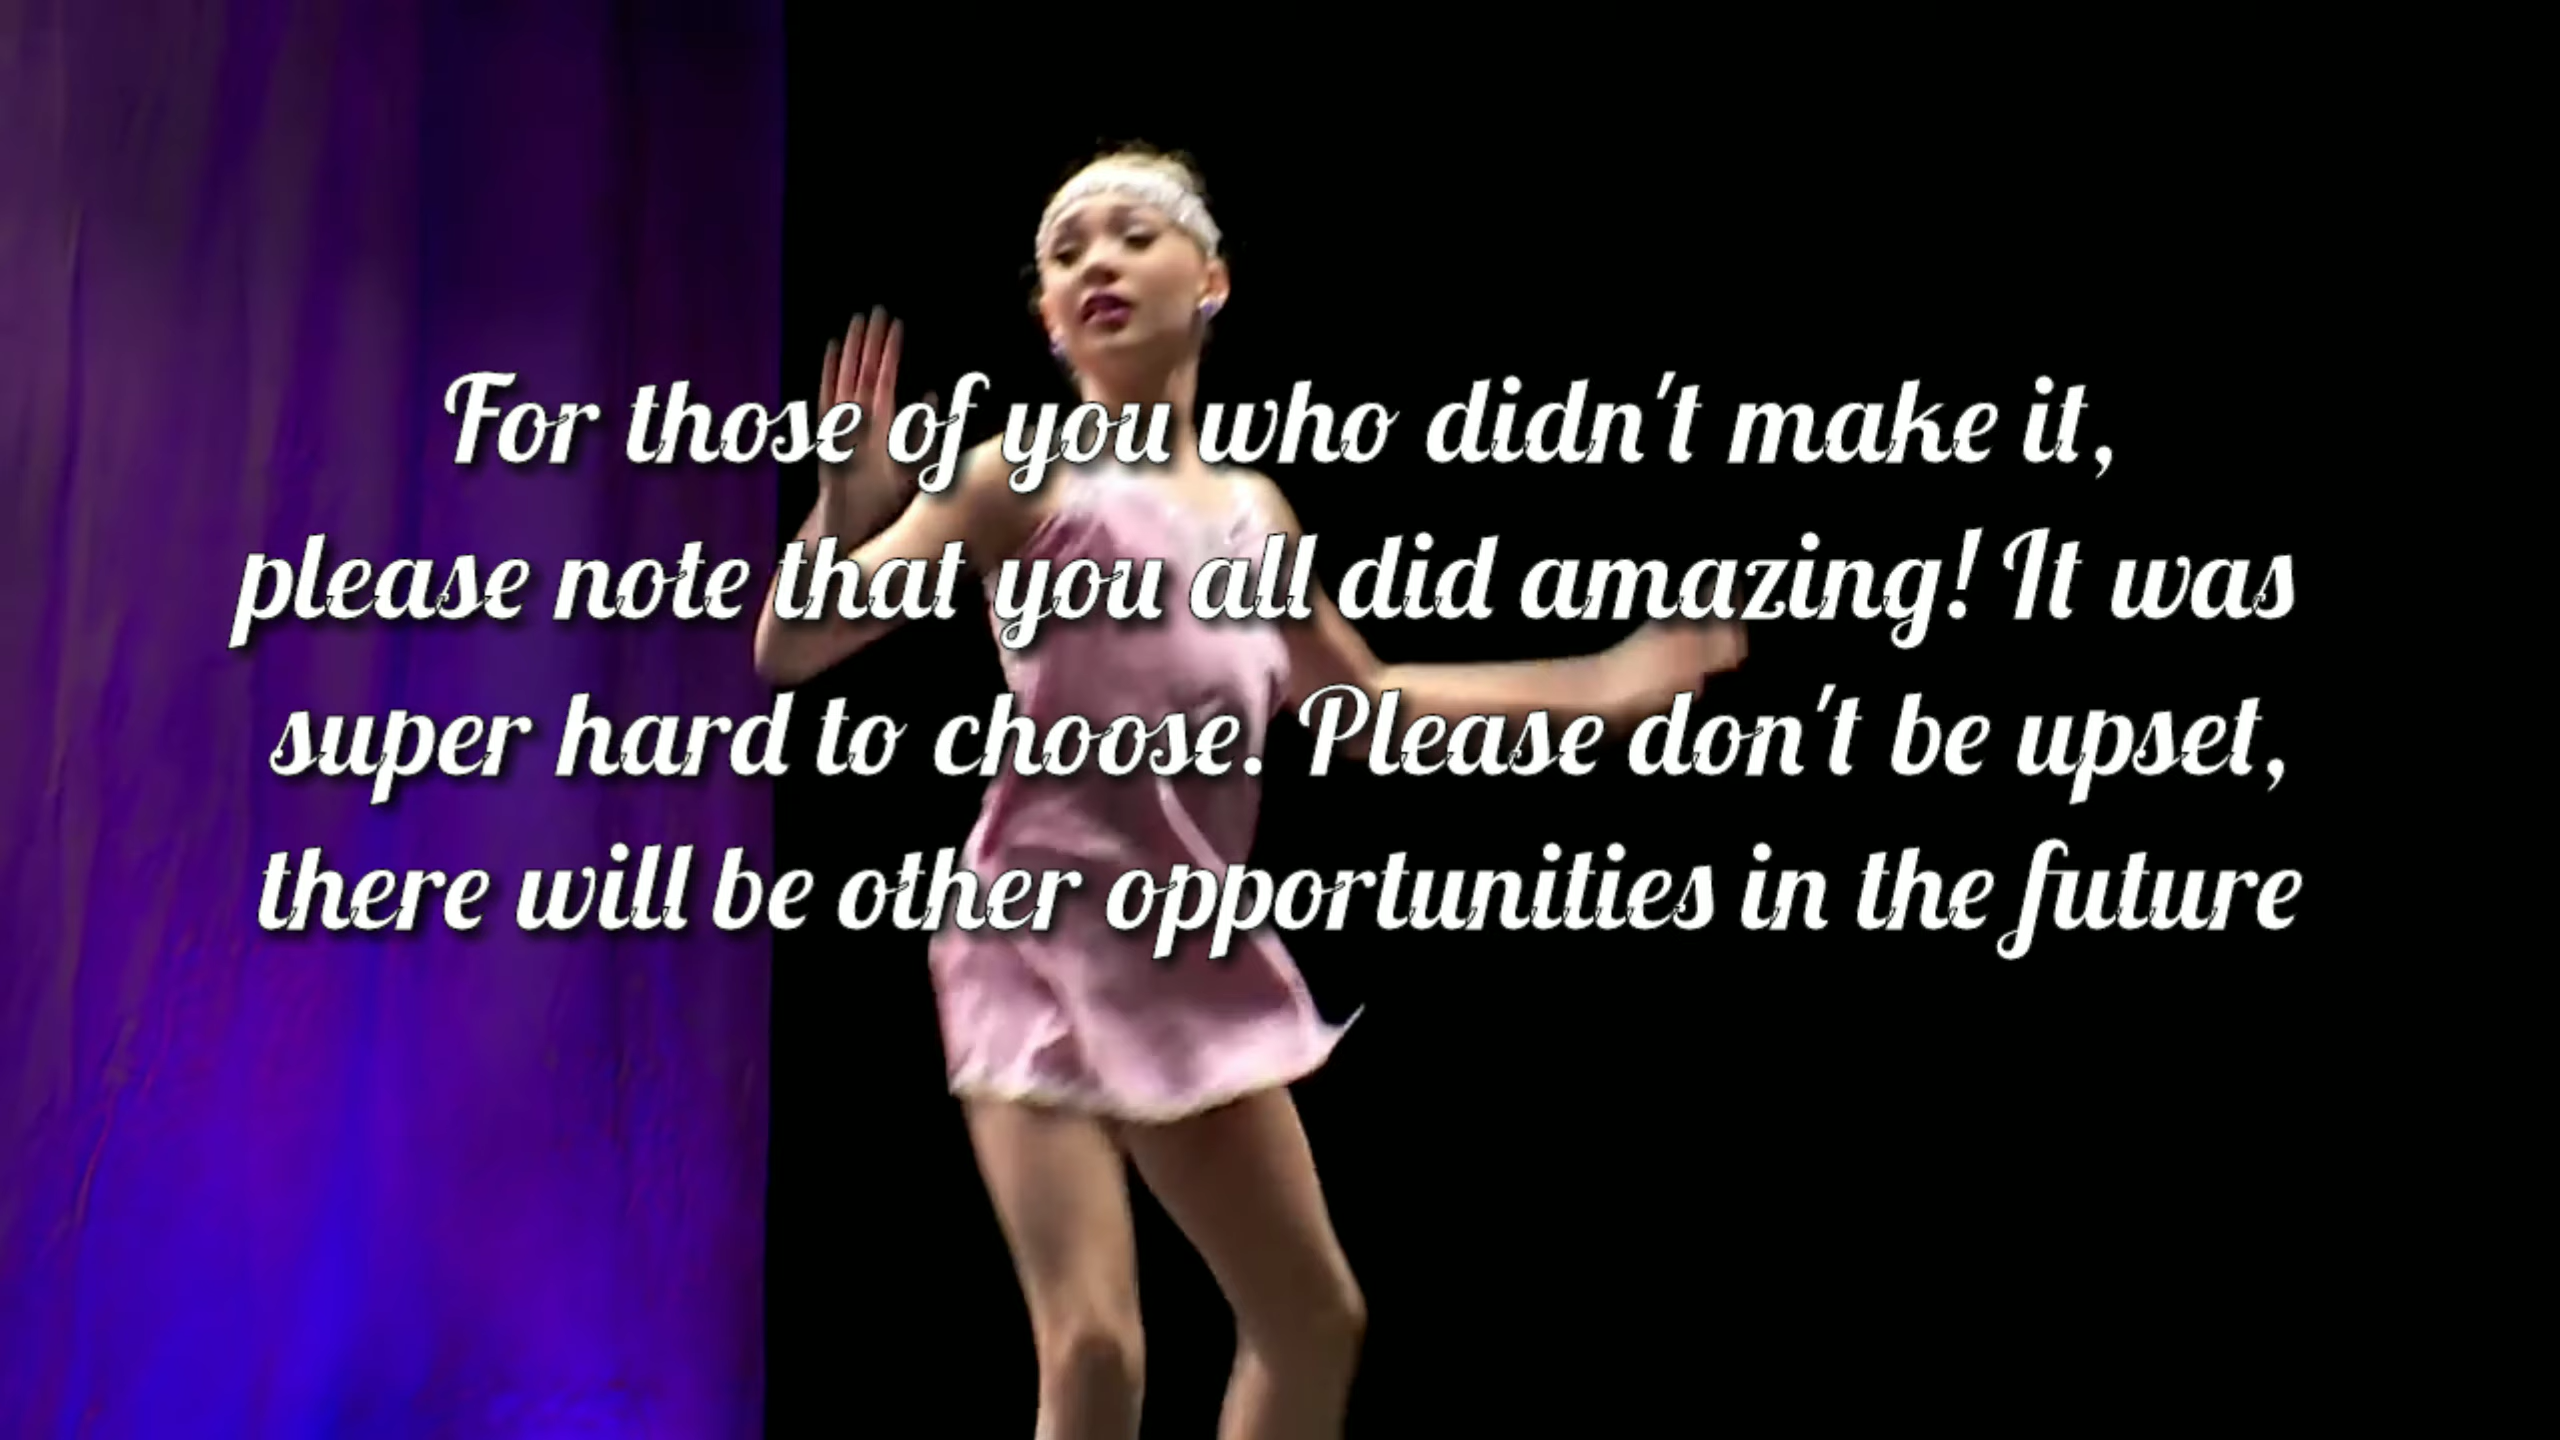 For those of you who didn't make it,
please note that you all did amazing! It was
super hard to choose. Please don't be upset,
there will be other opportunities in the future